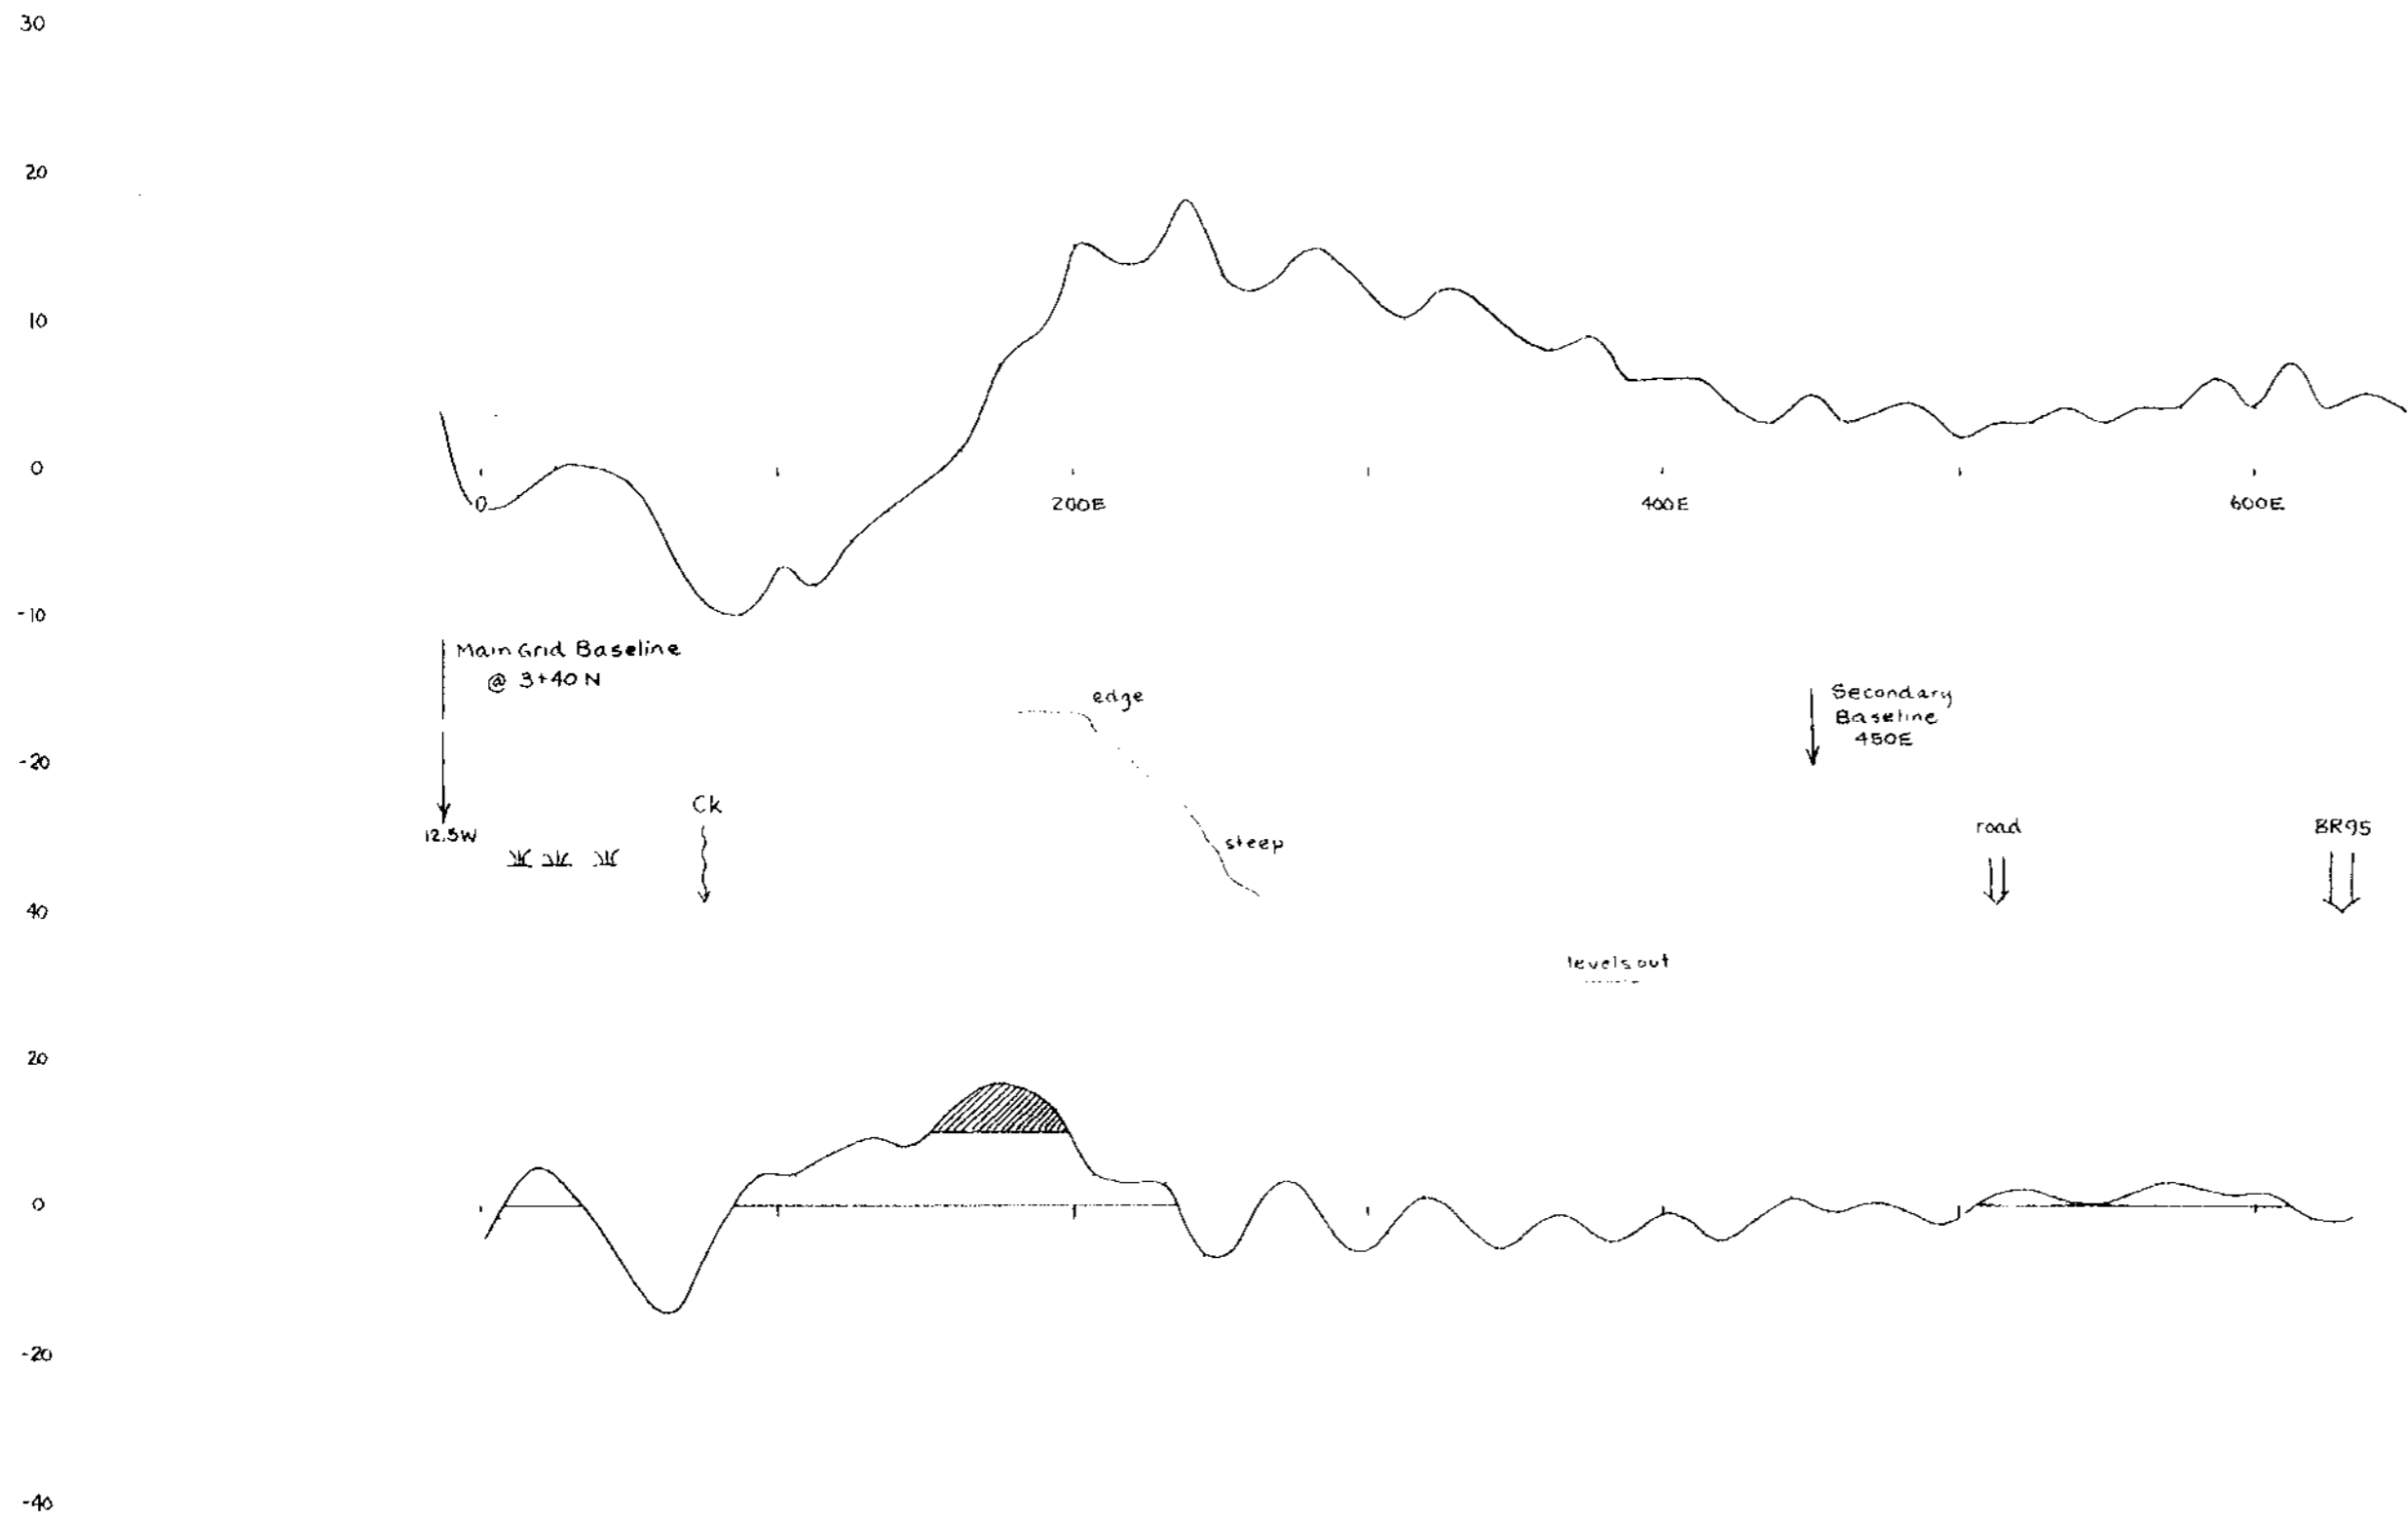 30
20
10
0
0
200E
400E
600E
-10
Main Grid Baseline
@ 3+40 N
edge
Secondary
Baseline
450E
-20
Ck
12.5W
steep
road
BR95
40
levels out
20
0
-20
-40